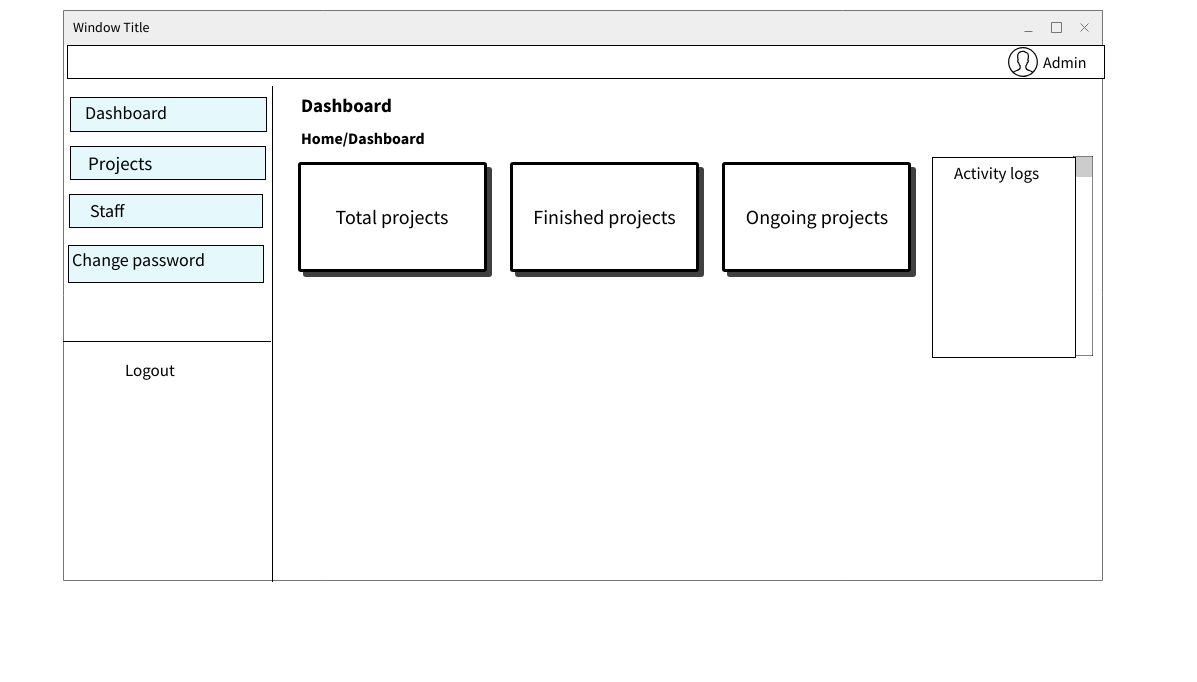 Window Title
Admin
Dashboard
Projects
Staff
Change password
Logout
Dashboard
Home/Dashboard
Total projects
Finished projects
Ongoing projects
Activity logs